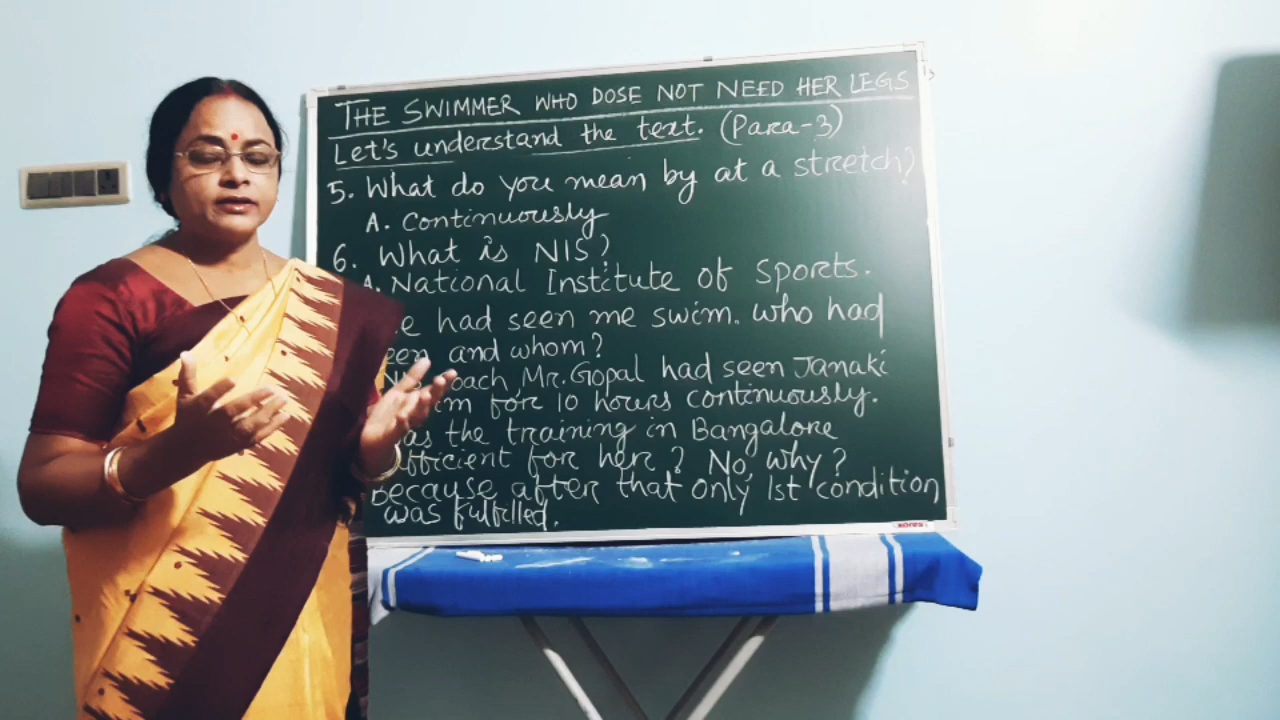 THE SWIMMER WHO DOSE NOT NEED HER LEGS
Let's understand the text. (Para-3)
5. What do you mean by at a stretch?
A. Continuously
6. What is NIS?
A. National Institute of Sports.
had seen me swim. who had
and whom?
Mr. Gopal had seen Janaki
for 10 hours continuously.
the training in Bangalore
for her? No, why?
Because after that only 1st condition
was fulfilled.
KORES